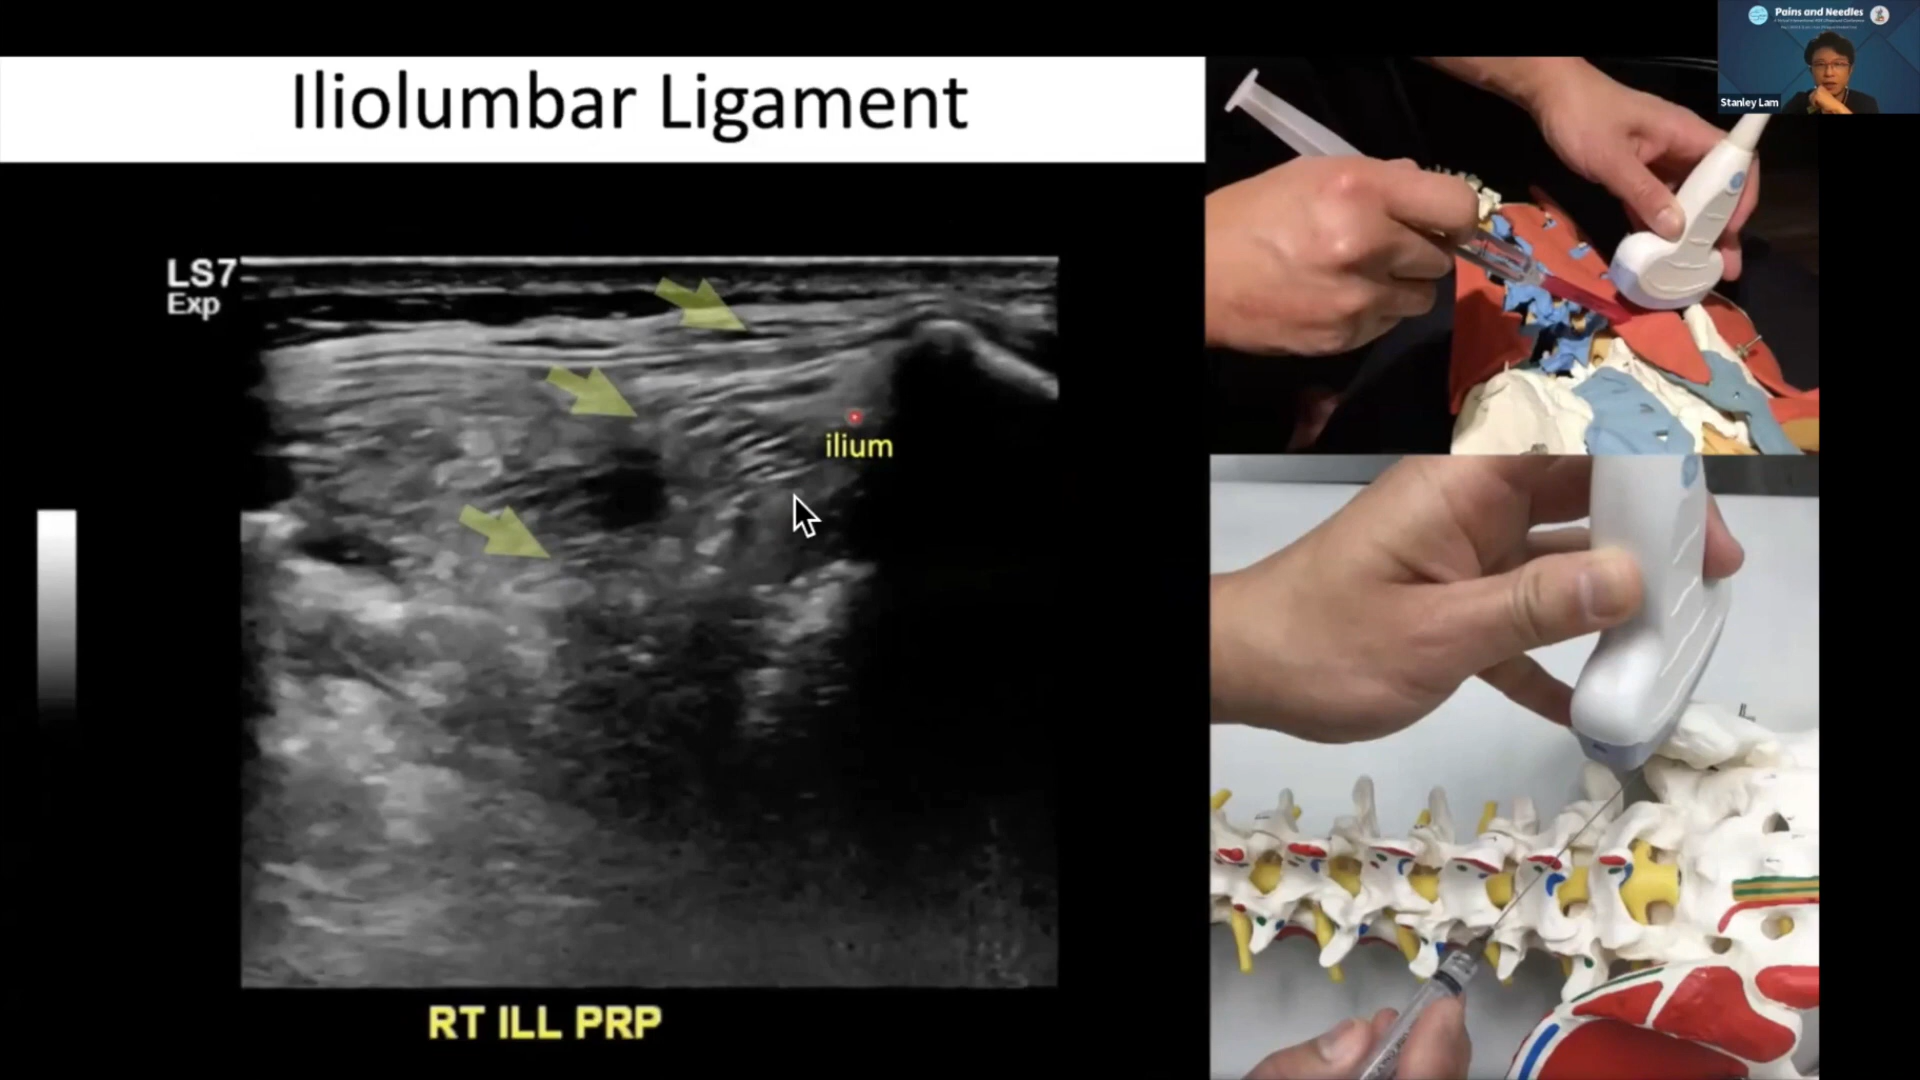 Pains and Needles
Stanley Lam
Iliolumbar Ligament
LS7
Exp
ilium
RT ILL PRP